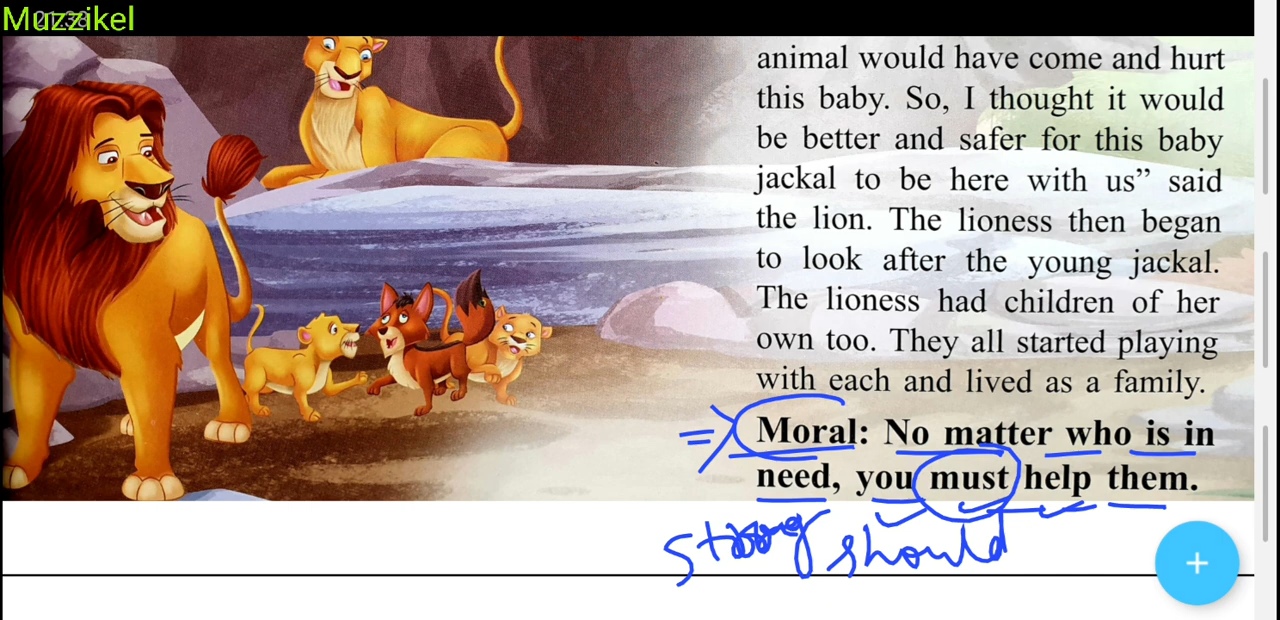 Muzzikel
animal would have come and hurt
this baby. So, I thought it would
be better and safer for this baby
jackal to be here with us” said
the lion. The lioness then began
to look after the young jackal.
The lioness had children of her
own too. They all started playing
with each and lived as a family.
=> Moral: No matter who is in
need, you must help them.
strong should
+